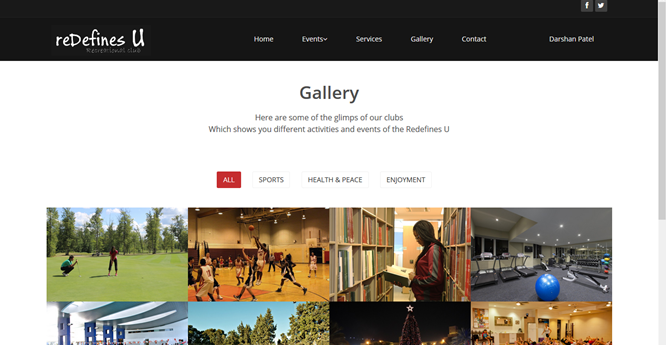 reDefines U
Recreational club
Home
Events
Services
Gallery
Contact
Darshan Patel
Gallery
Here are some of the glimps of our clubs
Which shows you different activities and events of the Redefines U
ALL
SPORTS
HEALTH & PEACE
ENJOYMENT